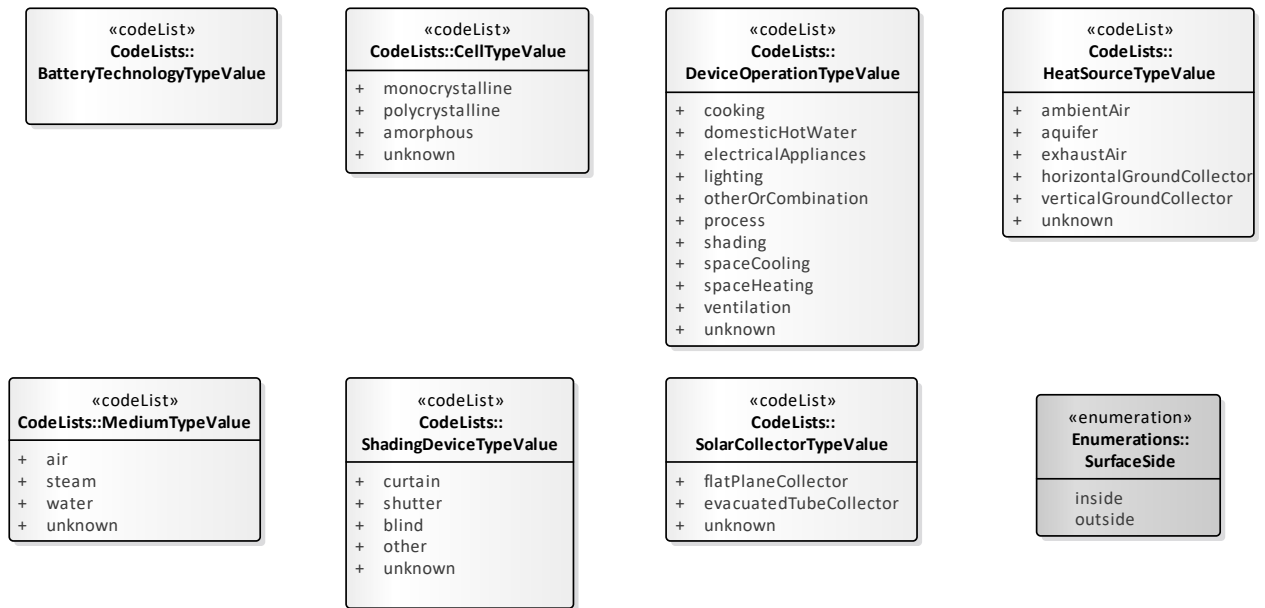 «codeList»
CodeLists::
BatteryTechnologyTypeValue
«codeList»
CodeLists::CellTypeValue
+ monocrystalline
+ polycrystalline
+ amorphous
+ unknown
«codeList»
CodeLists::
DeviceOperationTypeValue
+ cooking
+ domesticHotWater
+ electricalAppliances
+ lighting
+ otherOrCombination
+ process
+ shading
+ spaceCooling
+ spaceHeating
+ ventilation
+ unknown
«codeList»
CodeLists::
HeatSourceTypeValue
+ ambientAir
+ aquifer
+ exhaustAir
+ horizontalGroundCollector
+ verticalGroundCollector
+ unknown
«codeList»
CodeLists::MediumTypeValue
+ air
+ steam
+ water
+ unknown
«codeList»
CodeLists::
ShadingDeviceTypeValue
+ curtain
+ shutter
+ blind
+ other
+ unknown
«codeList»
CodeLists::
SolarCollectorTypeValue
+ flatPlaneCollector
+ evacuatedTubeCollector
+ unknown
«enumeration»
Enumerations::
SurfaceSide
inside
outside